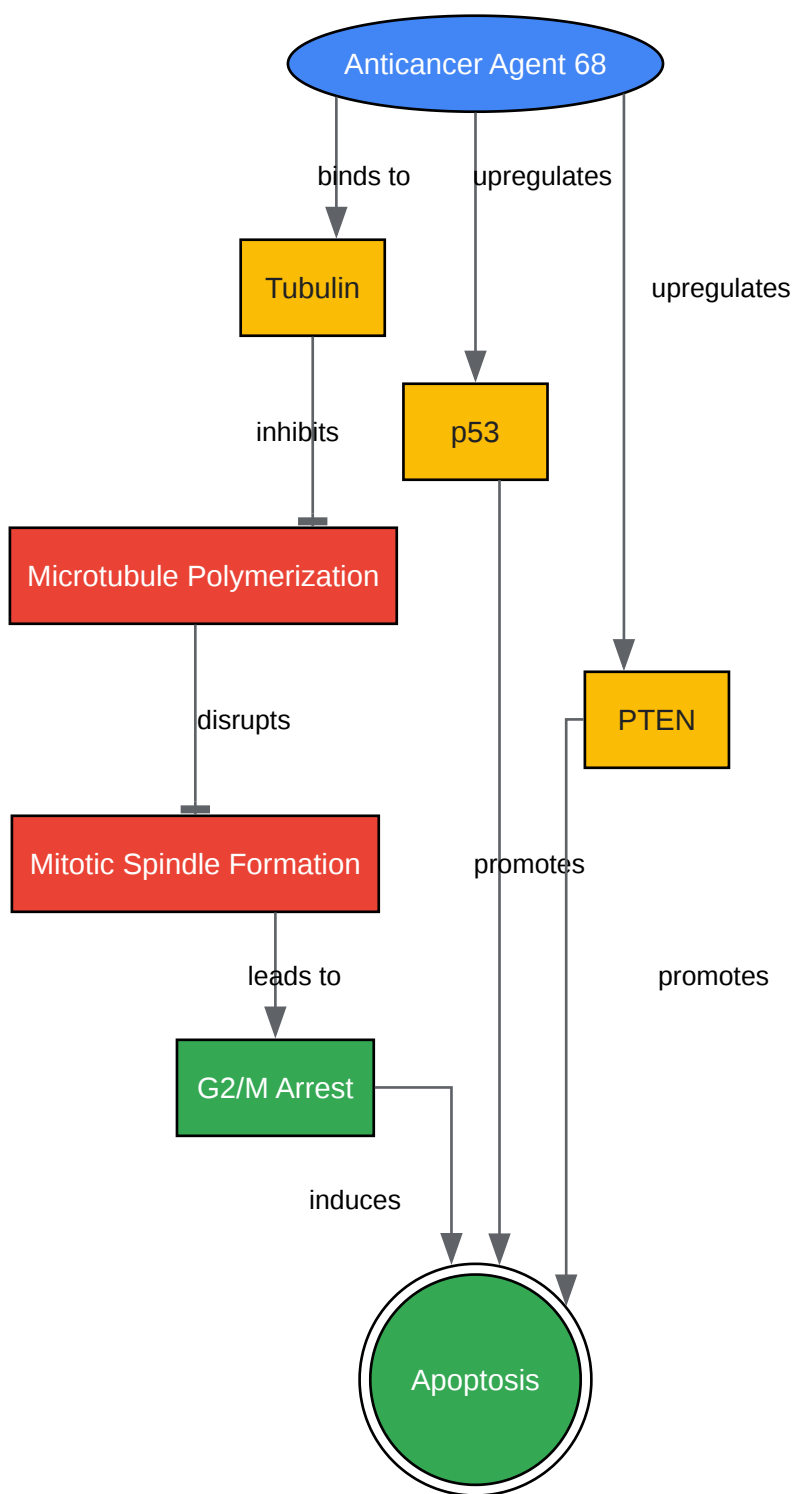 Anticancer Agent 68
binds to
upregulates
upregulates
Tubulin
p53
inhibits
Microtubule Polymerization
PTEN
disrupts
Mitotic Spindle Formation
promotes
leads to
promotes
G2/M Arrest
induces
Apoptosis